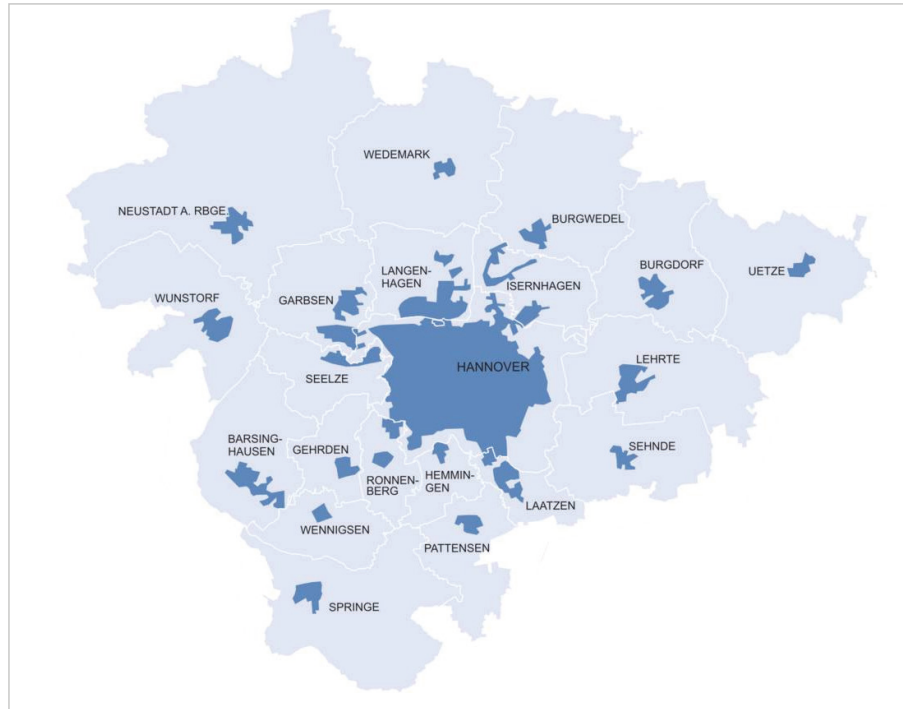 WEDEMARK
NEUSTADT A. RBGE.
BURGWEDEL
LANGEN-
HAGEN
BURGDORF
UETZE
ISERNHAGEN
WUNSTORF
GARBSEN
LEHRTE
HANNOVER
SEELZE
BARSING-
HAUSEN
GEHRDEN
SEHNDE
RONNEN-
BERG
HEMMIN-
GEN
LAATZEN
WENNIGSEN
PATTENSEN
SPRINGE